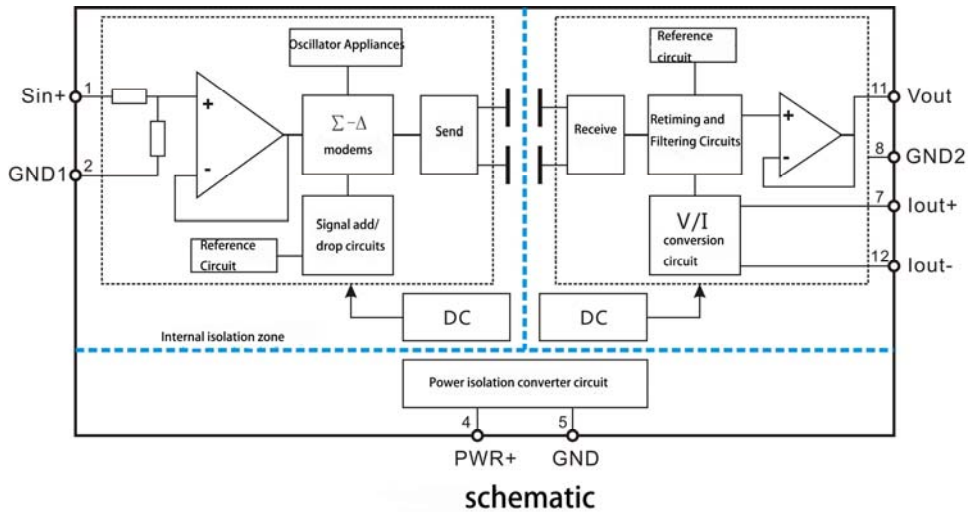 Oscillator Appliances
Reference
circuit
Sin+
1
+
-
Σ-Δ
modems
Send
Receive
Retiming and
Filtering Circuits
+
-
11
Vout
8
GND2
2
GND1
7
Iout+
Signal add/
drop circuits
Reference
Circuit
V/I
conversion
circuit
12
Iout-
DC
DC
Internal isolation zone
Power isolation converter circuit
4
5
PWR+
GND
schematic